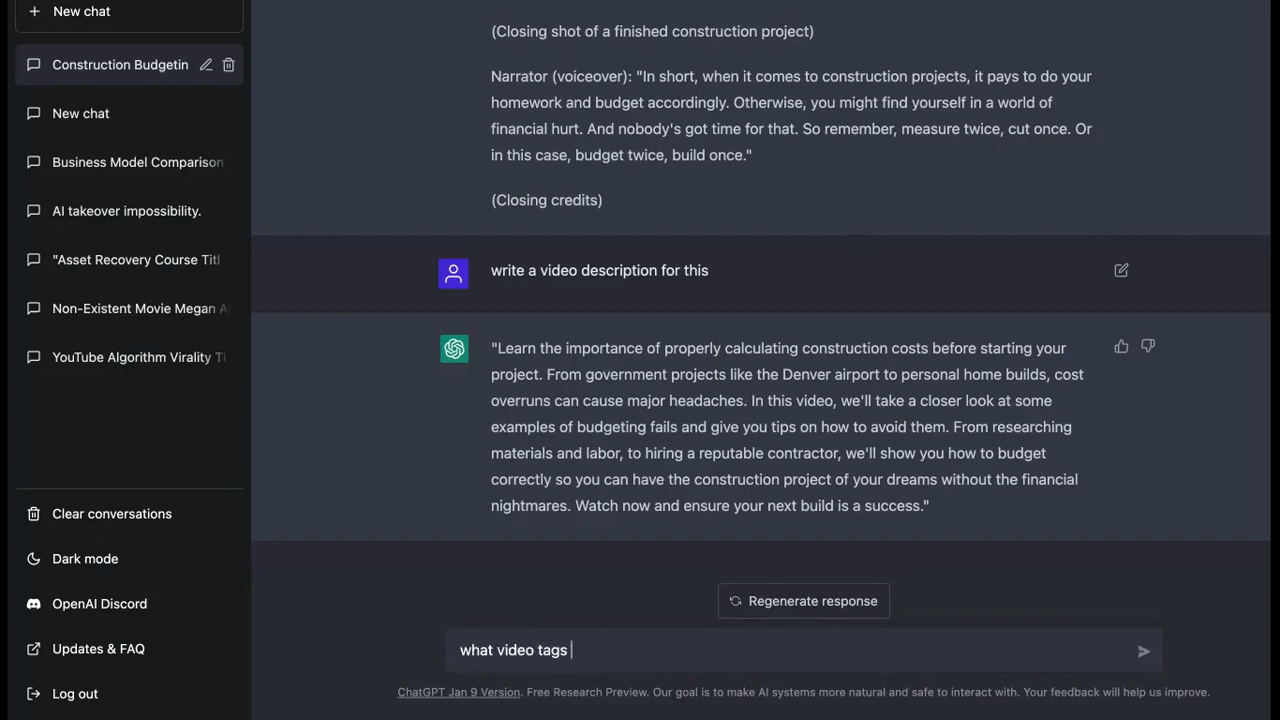 New chat
Construction Budgetin
New chat
Business Model Comparison
AI takeover impossibility.
"Asset Recovery Course Titl
Non-Existent Movie Megan A
YouTube Algorithm Virality Ti
Clear conversations
Dark mode
OpenAI Discord
Updates & FAQ
Log out
(Closing shot of a finished construction project)
Narrator (voiceover): "In short, when it comes to construction projects, it pays to do your
homework and budget accordingly. Otherwise, you might find yourself in a world of
financial hurt. And nobody's got time for that. So remember, measure twice, cut once. Or
in this case, budget twice, build once."
(Closing credits)
write a video description for this
"Learn the importance of properly calculating construction costs before starting your
project. From government projects like the Denver airport to personal home builds, cost
overruns can cause major headaches. In this video, we'll take a closer look at some
examples of budgeting fails and give you tips on how to avoid them. From researching
materials and labor, to hiring a reputable contractor, we'll show you how to budget
correctly so you can have the construction project of your dreams without the financial
nightmares. Watch now and ensure your next build is a success."
Regenerate response
what video tags
ChatGPT Jan 9 Version. Free Research Preview. Our goal is to make AI systems more natural and safe to interact with. Your feedback will help us improve.